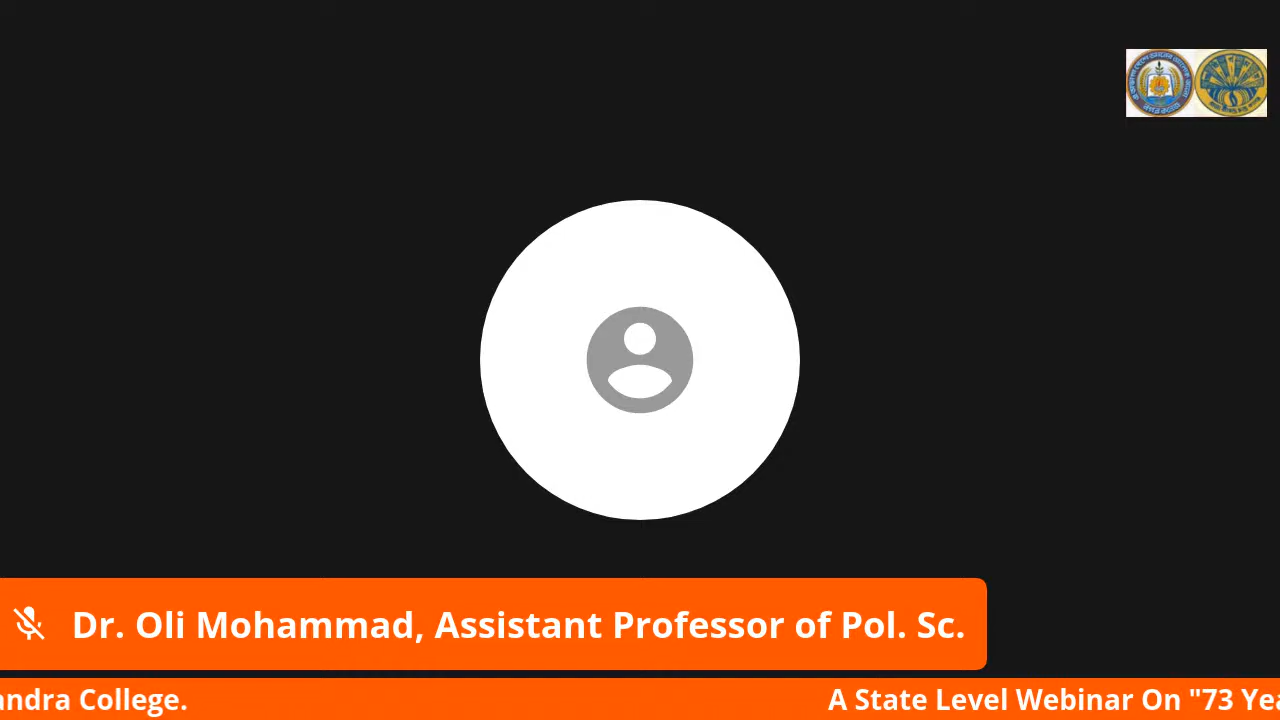 Dr. Oli Mohammad, Assistant Professor of Pol. Sc.
andra College.
A State Level Webinar On "73 Yea